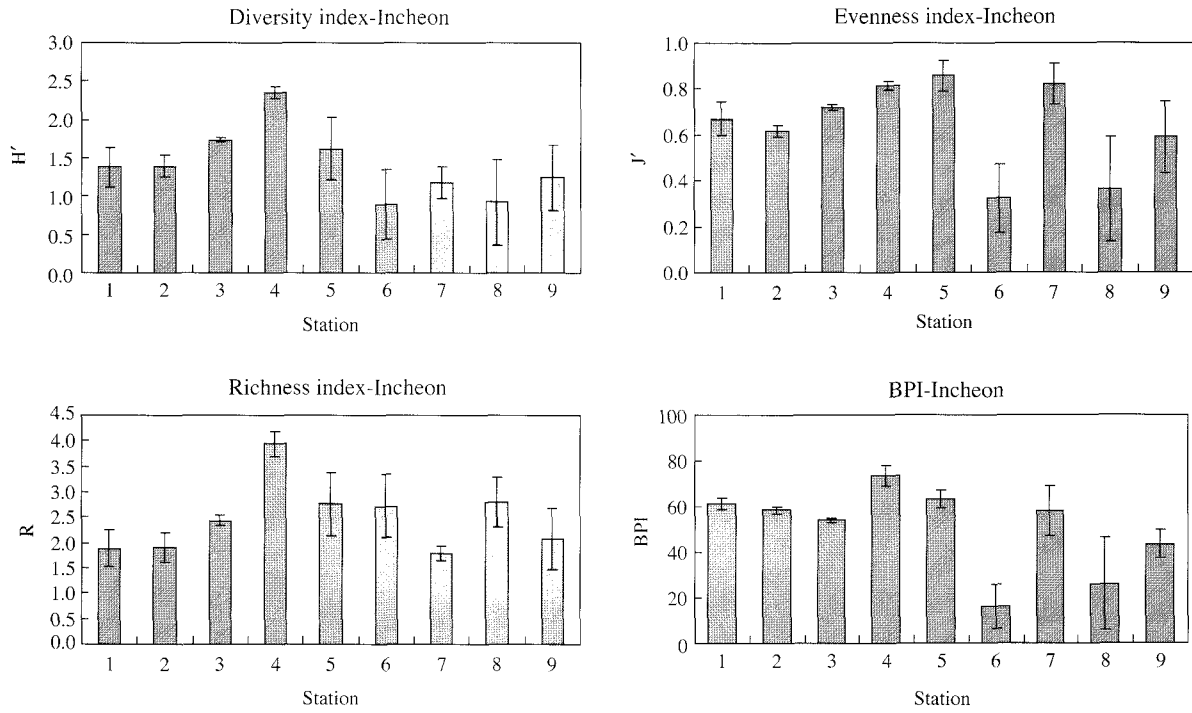 Diversity index-Incheon
H′
3.0
2.5
2.0
1.5
1.0
0.5
0.0
1 2 3 4 5 6 7 8 9
Station
Evenness index-Incheon
J′
1.0
0.8
0.6
0.4
0.2
0.0
1 2 3 4 5 6 7 8 9
Station
Richness index-Incheon
R
4.5
4.0
3.5
3.0
2.5
2.0
1.5
1.0
0.5
0.0
1 2 3 4 5 6 7 8 9
Station
BPI-Incheon
BPI
100
80
60
40
20
0
1 2 3 4 5 6 7 8 9
Station